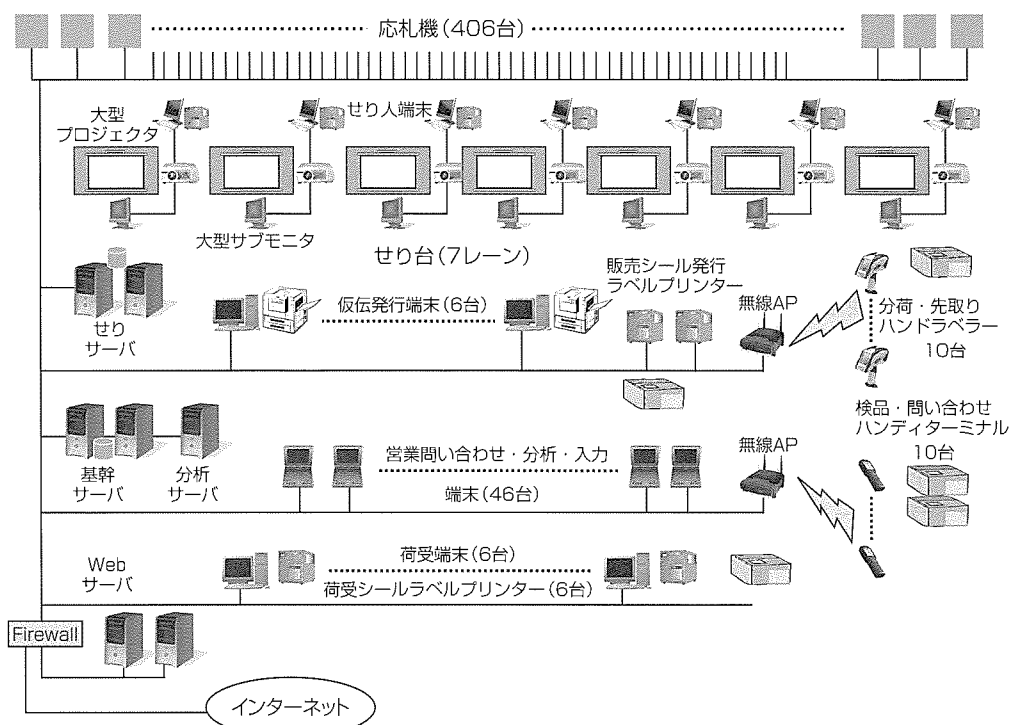 応札機(406台)
大型
プロジェクタ
せり人端末
大型サブモニタ
せり台(7レーン)
せり
サーバ
仮伝発行端末(6台)
販売シール発行
ラベルプリンター
無線AP
分荷・先取り
ハンドラベラー
10台
基幹
サーバ
分析
サーバ
営業問い合わせ・分析・入力
端末(46台)
無線AP
検品・問い合わせ
ハンディターミナル
10台
Web
サーバ
荷受端末(6台)
荷受シールラベルプリンター(6台)
Firewall
インターネット